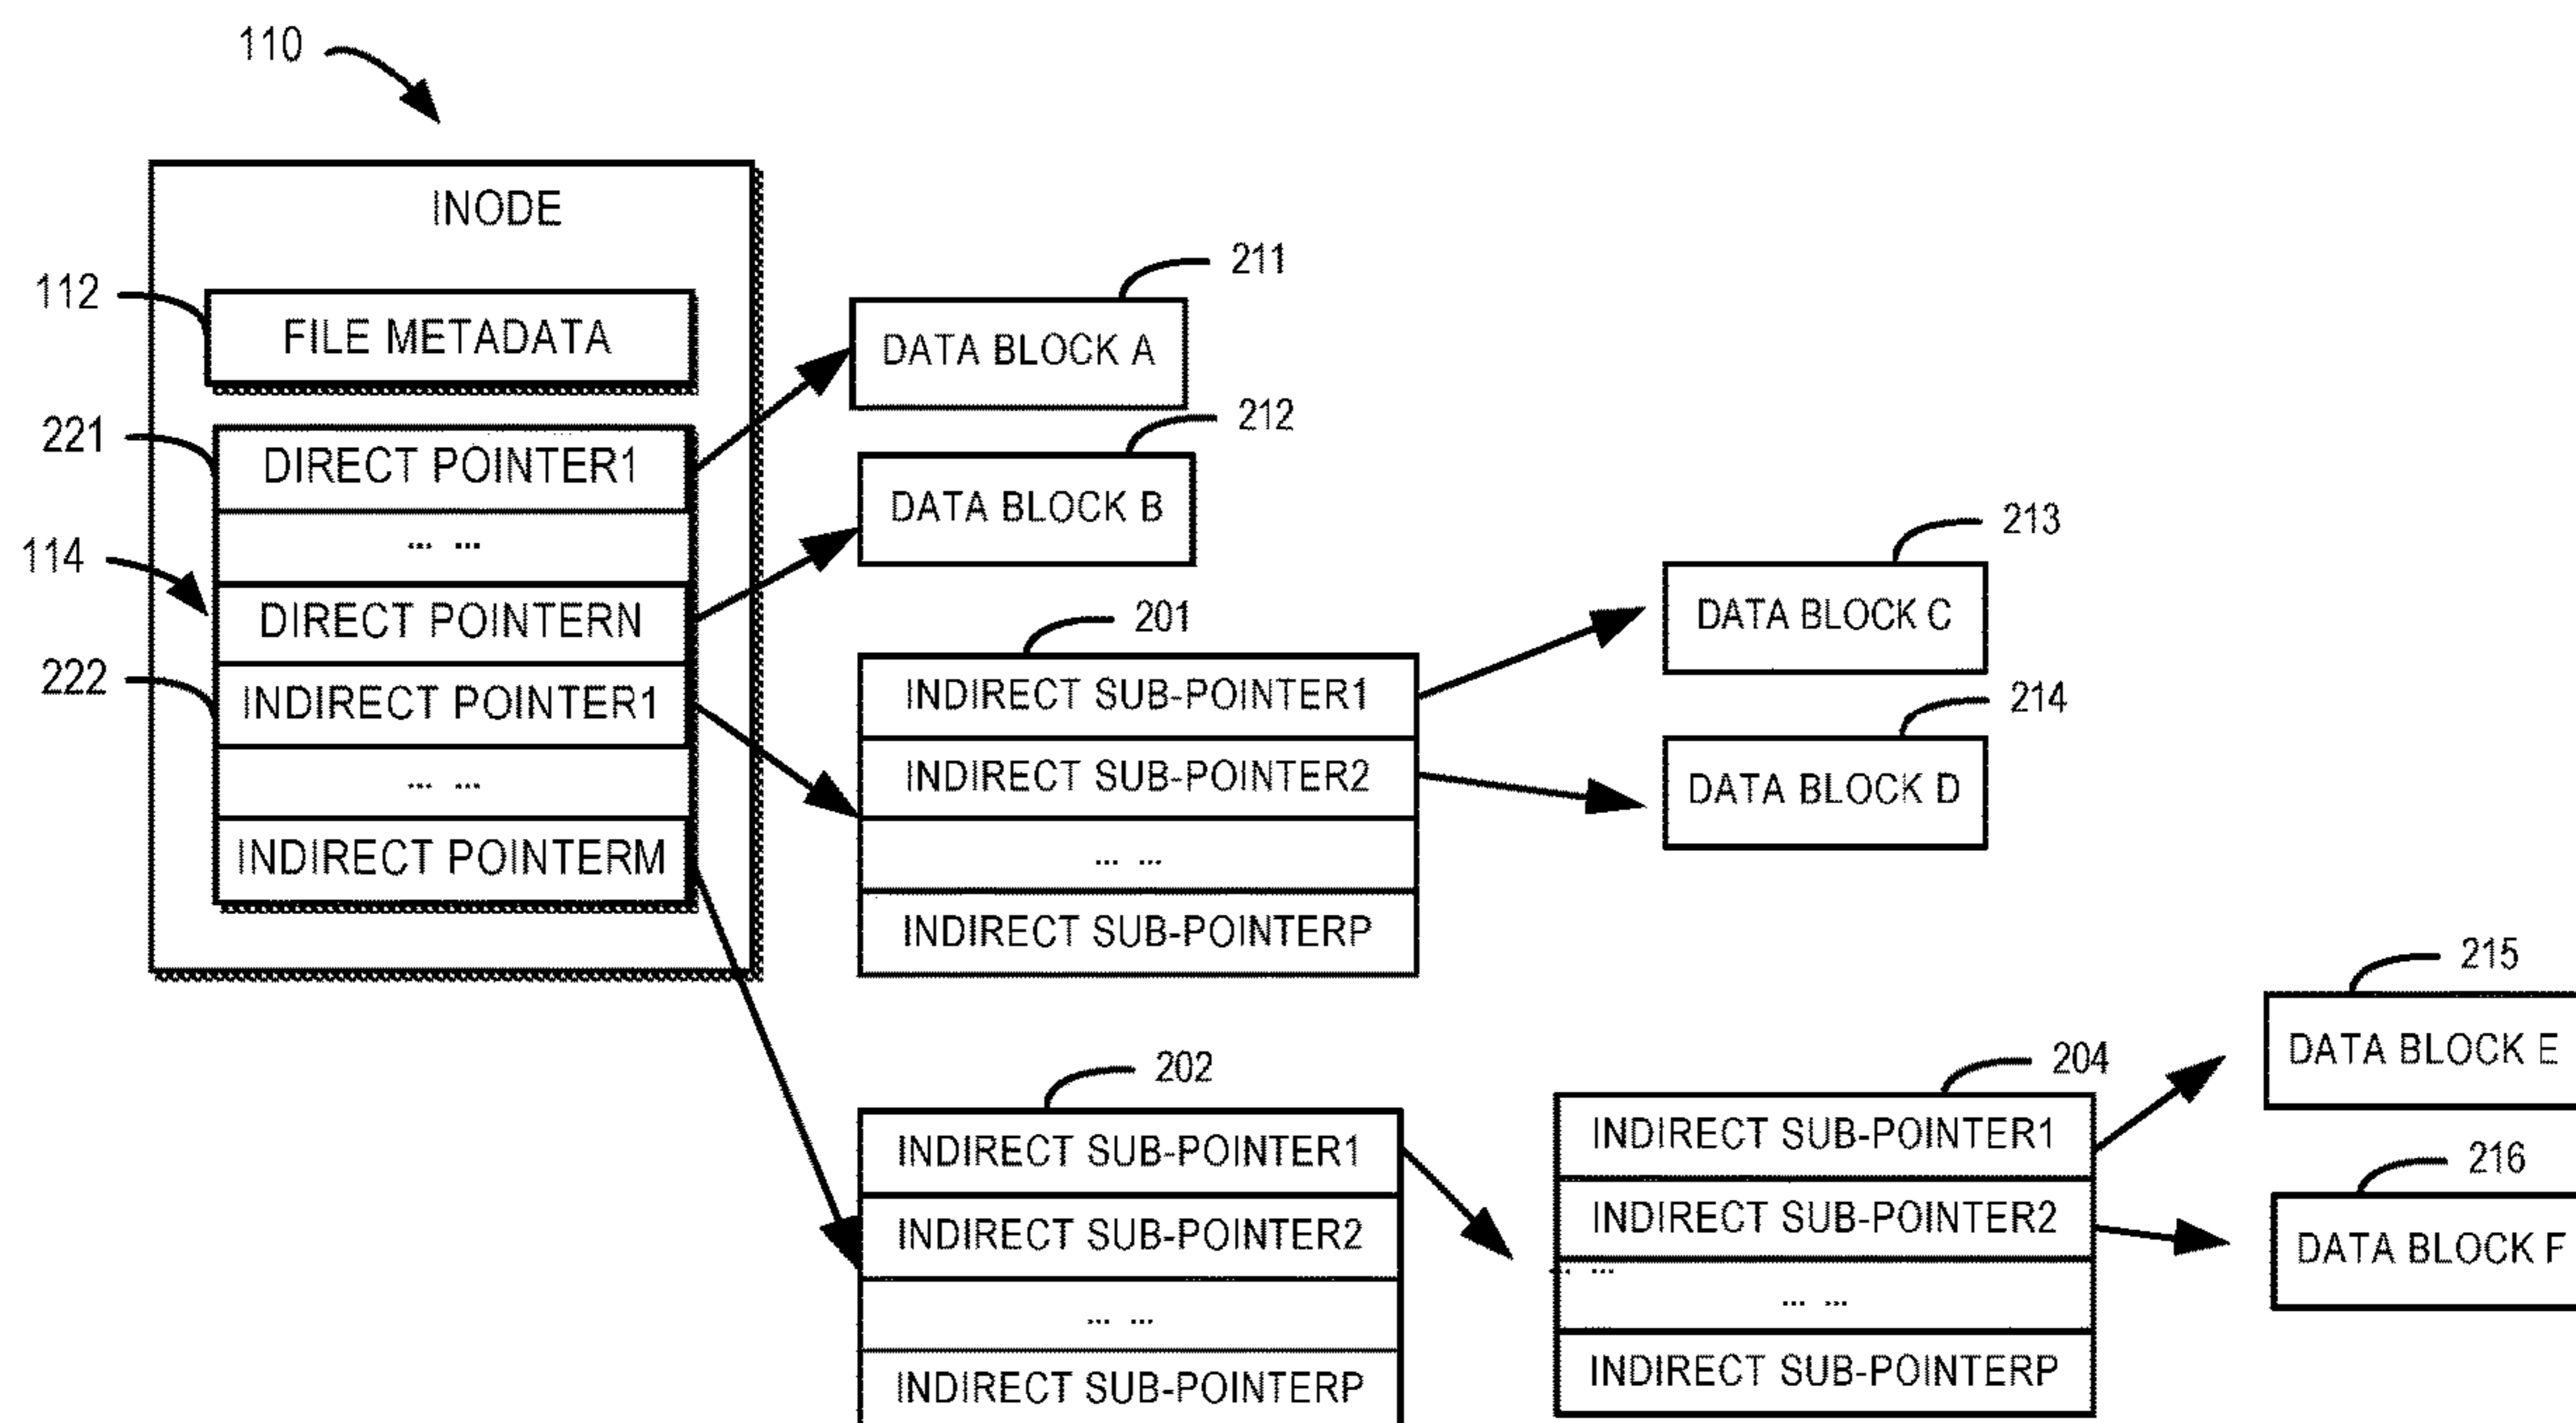 110
INODE
112
FILE METADATA
221
DIRECT POINTER1
... ...
114
DIRECT POINTERN
222
INDIRECT POINTER1
... ...
INDIRECT POINTERM
211
DATA BLOCK A
212
DATA BLOCK B
201
INDIRECT SUB-POINTER1
INDIRECT SUB-POINTER2
... ...
INDIRECT SUB-POINTERP
213
DATA BLOCK C
214
DATA BLOCK D
202
INDIRECT SUB-POINTER1
INDIRECT SUB-POINTER2
... ...
INDIRECT SUB-POINTERP
204
INDIRECT SUB-POINTER1
INDIRECT SUB-POINTER2
... ...
... ...
INDIRECT SUB-POINTERP
215
DATA BLOCK E
216
DATA BLOCK F